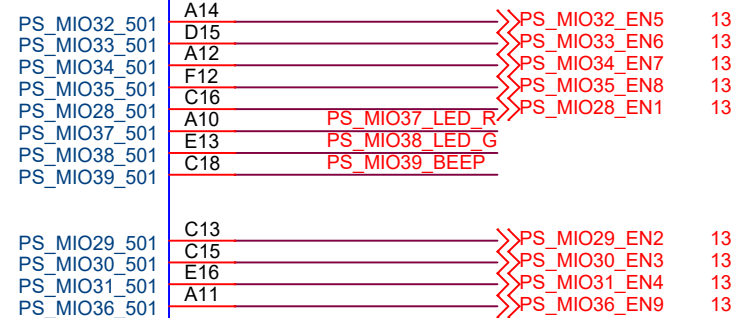 PS_MIO32_501 A14 PS_MIO32_EN5 13
PS_MIO33_501 D15 PS_MIO33_EN6 13
PS_MIO34_501 A12 PS_MIO34_EN7 13
PS_MIO35_501 F12 PS_MIO35_EN8 13
PS_MIO28_501 C16 PS_MIO28_EN1 13
PS_MIO37_501 A10 PS_MIO37_LED_R
PS_MIO38_501 E13 PS_MIO38_LED_G
PS_MIO39_501 C18 PS_MIO39_BEEP
PS_MIO29_501 C13 PS_MIO29_EN2 13
PS_MIO30_501 C15 PS_MIO30_EN3 13
PS_MIO31_501 E16 PS_MIO31_EN4 13
PS_MIO36_501 A11 PS_MIO36_EN9 13